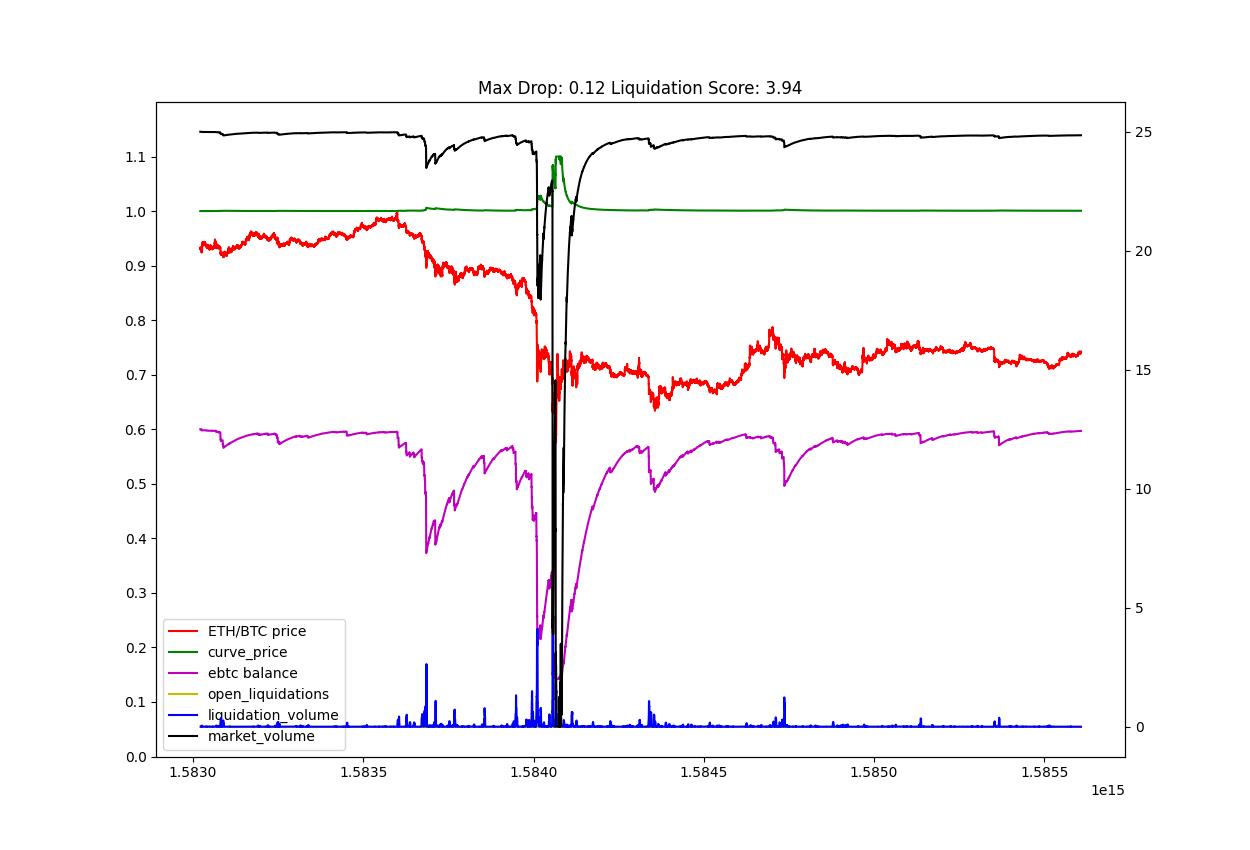 Max Drop: 0.12 Liquidation Score: 3.94
1.1
1.0
0.9
0.8
0.7
0.6
0.5
0.4
0.3
0.2
0.1
0.0
25
20
15
10
5
0
ETH/BTC price
curve_price
ebtc balance
open_liquidations
liquidation_volume
market_volume
1.5830 1.5835 1.5840 1.5845 1.5850 1.5855
1e15